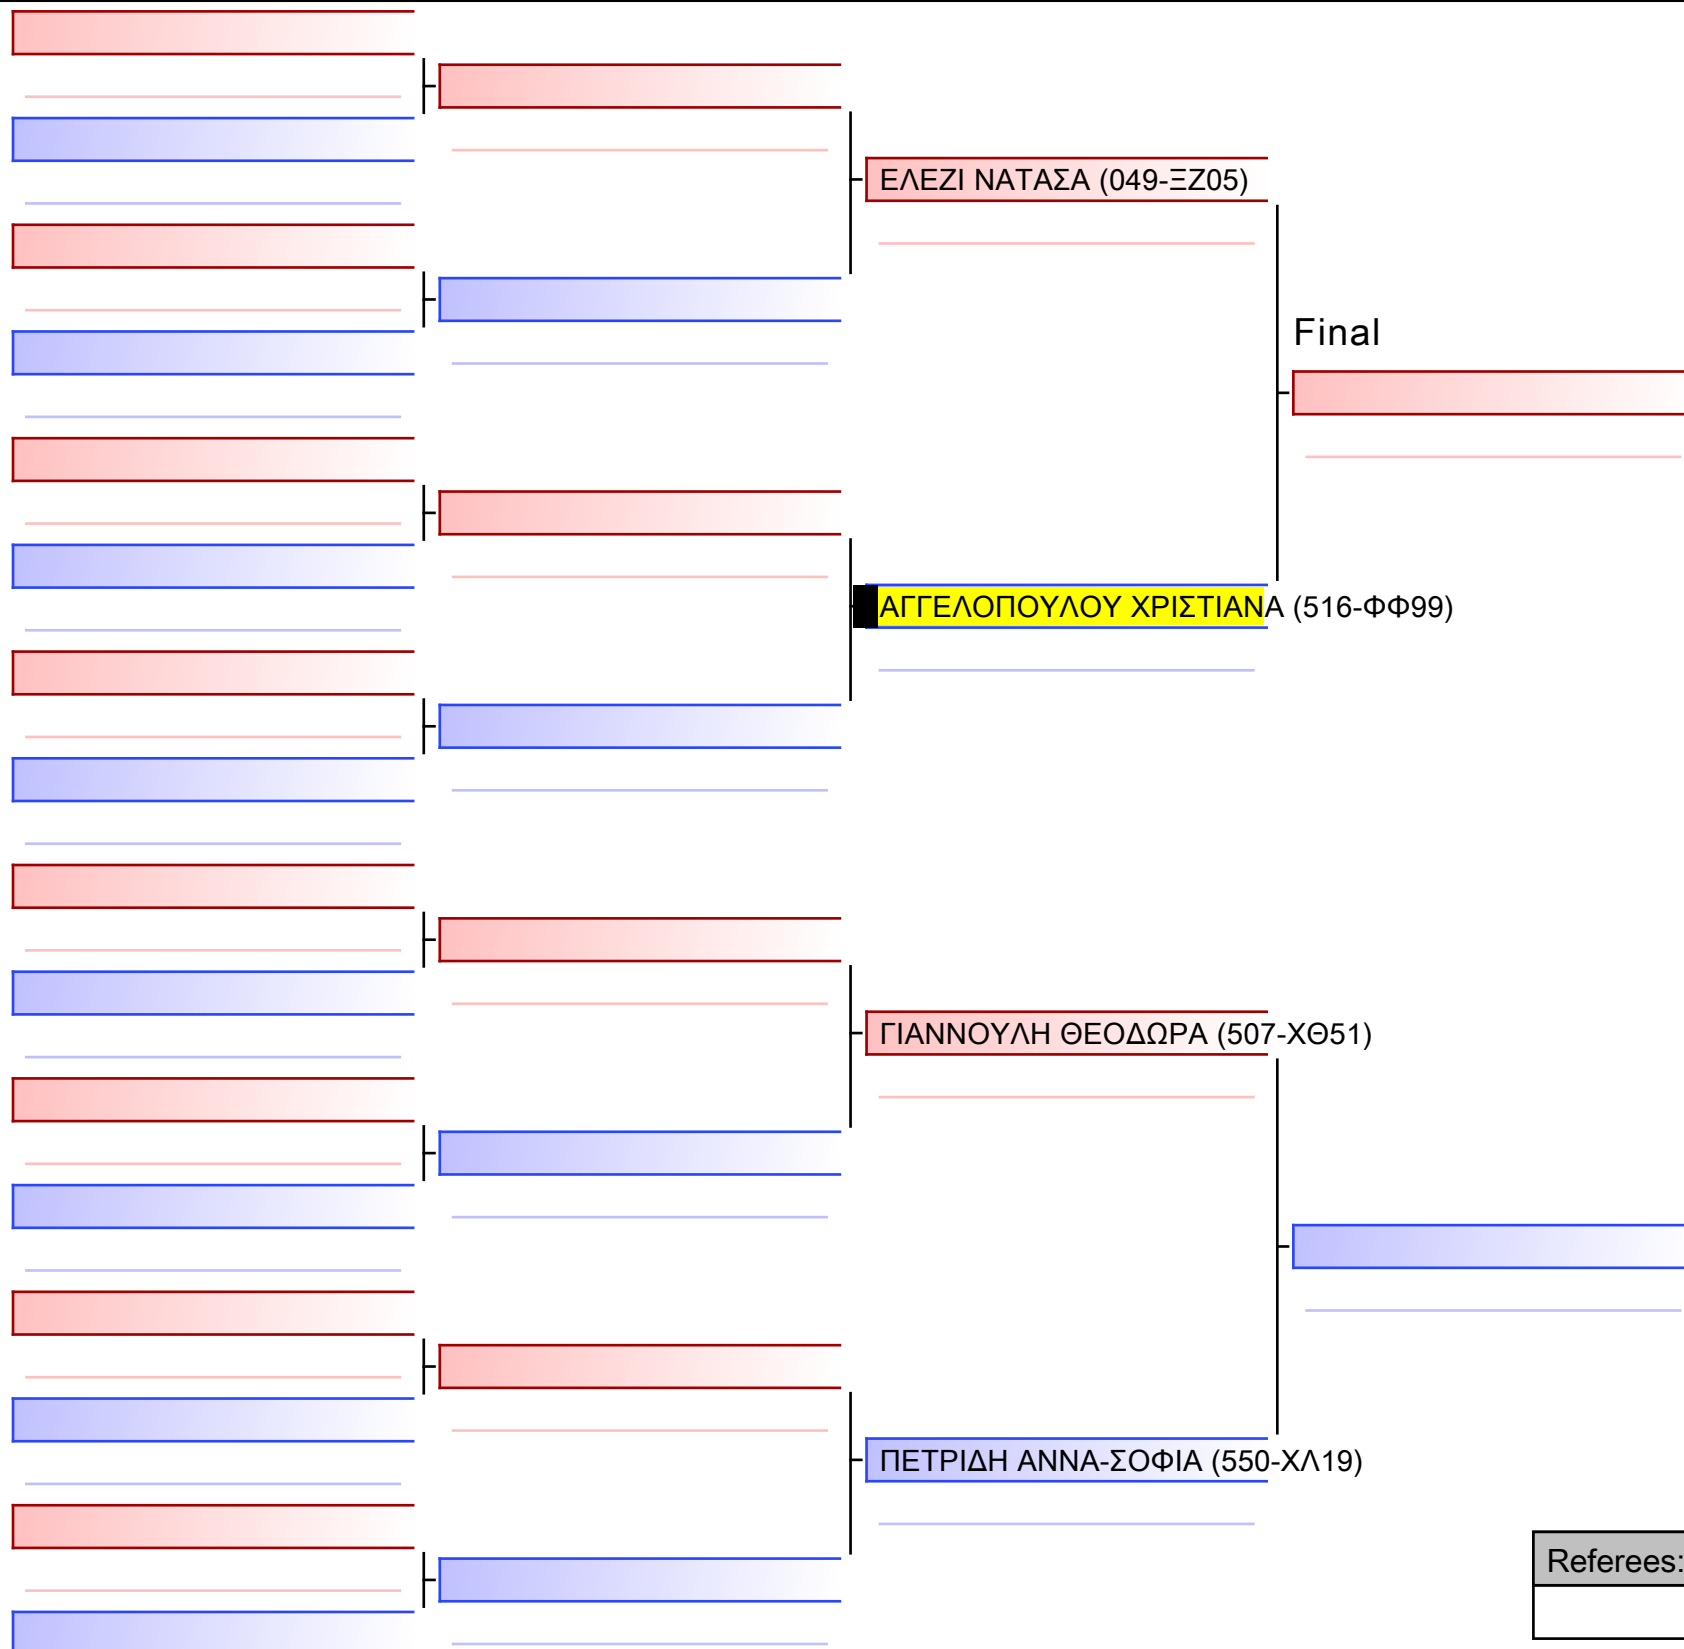 ΕΛΕΖΙ ΝΑΤΑΣΑ (049-ΞΖ05)
Final
ΑΓΓΕΛΟΠΟΥΛΟΥ ΧΡΙΣΤΙΑΝΑ (516-ΦΦ99)
ΓΙΑΝΝΟΥΛΗ ΘΕΟΔΩΡΑ (507-ΧΘ51)
ΠΕΤΡΙΔΗ ΑΝΝΑ-ΣΟΦΙΑ (550-ΧΛ19)
Referees: